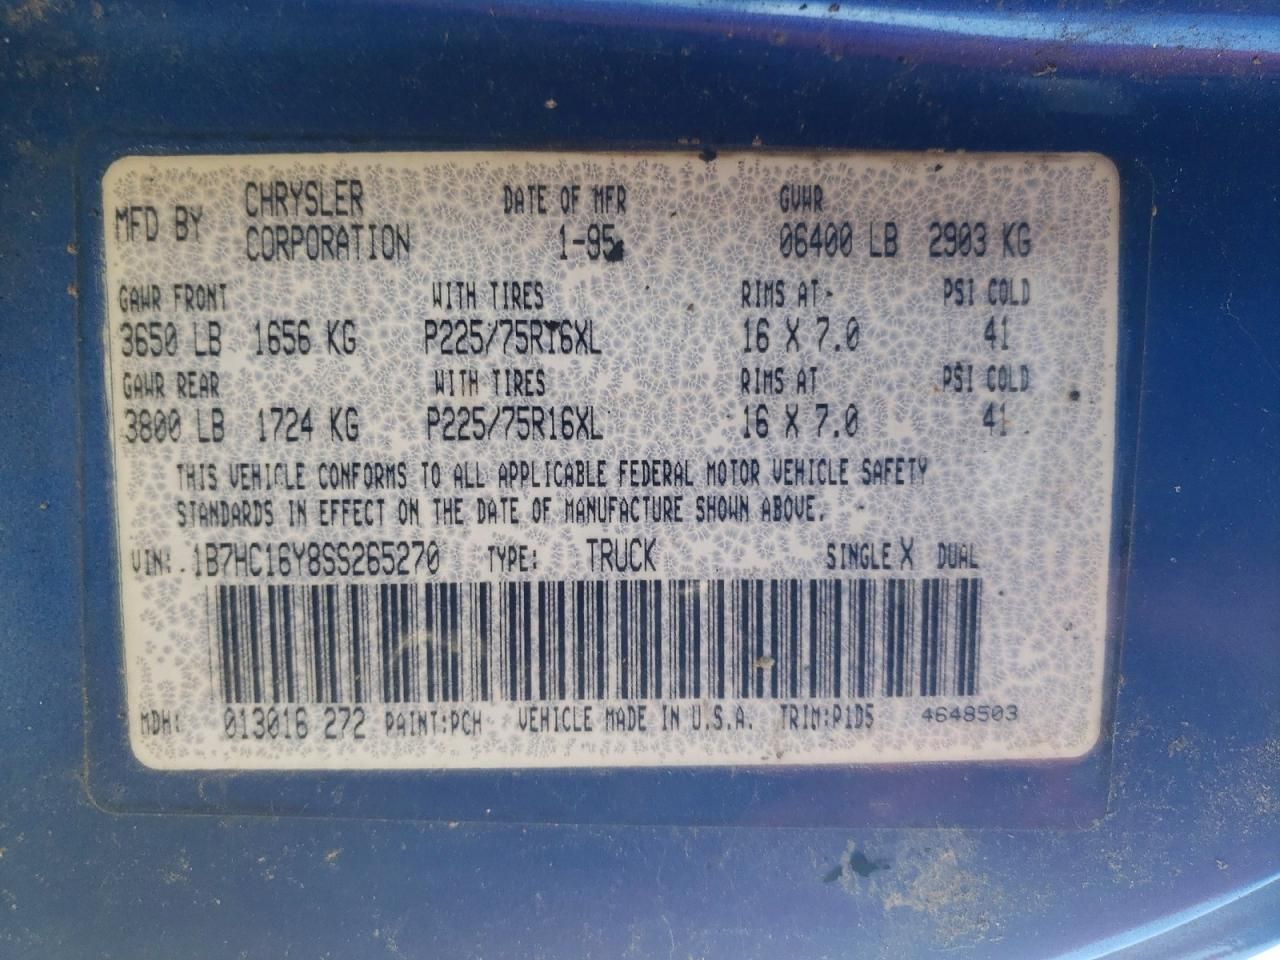 MFD BY CHRYSLER CORPORATION DATE OF MFR 1-95 GVWR 06400 LB 2903 KG
GAWR FRONT WITH TIRES RIMS AT PSI COLD
3650 LB 1656 KG P225/75R16XL 16 X 7.0 41
GAWR REAR WITH TIRES RIMS AT PSI COLD
3800 LB 1724 KG P225/75R16XL 16 X 7.0 41
THIS VEHICLE CONFORMS TO ALL APPLICABLE FEDERAL MOTOR VEHICLE SAFETY
STANDARDS IN EFFECT ON THE DATE OF MANUFACTURE SHOWN ABOVE.
VIN: 1B7HC16Y8SS265270 TYPE: TRUCK SINGLE X DUAL
MDH: 013016 272 PAINT:PCH VEHICLE MADE IN U.S.A. TRIM:P1D5 4648503